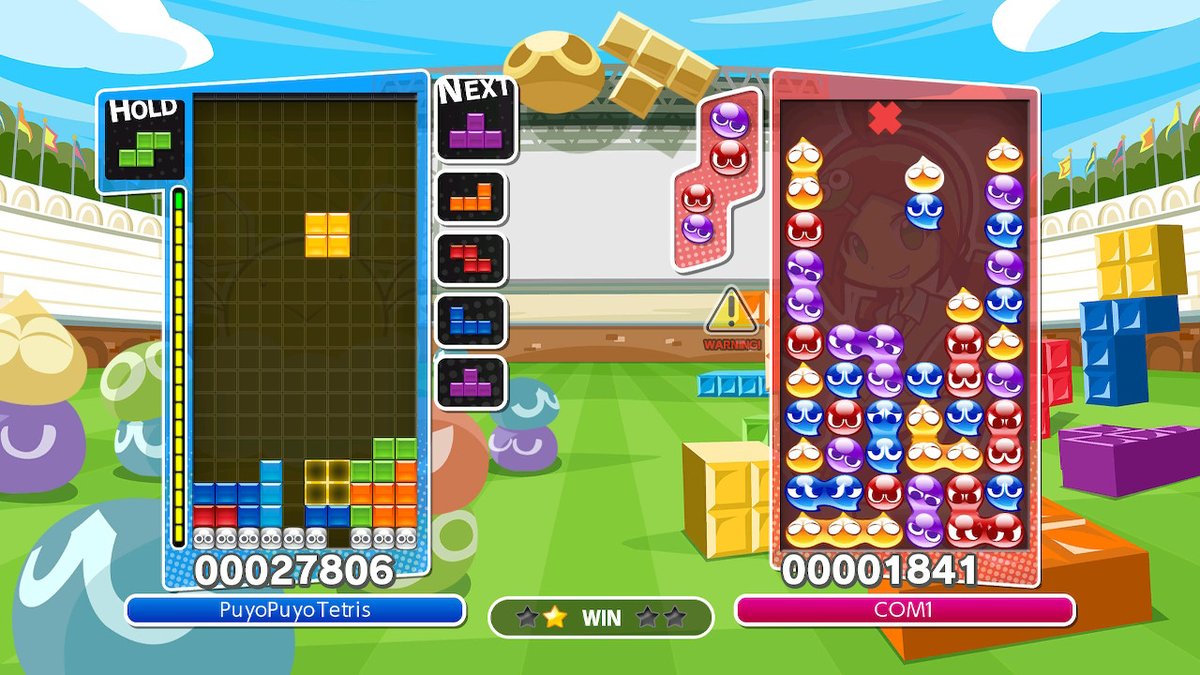 HOLD
NEXT
WARNING!
00027806
00001841
PuyoPuyoTetris
WIN
COM1